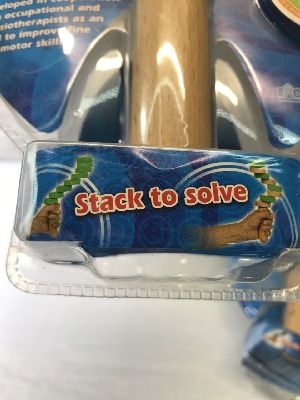 occupational and
as an
to improve fine
motor skills
Stack to solve